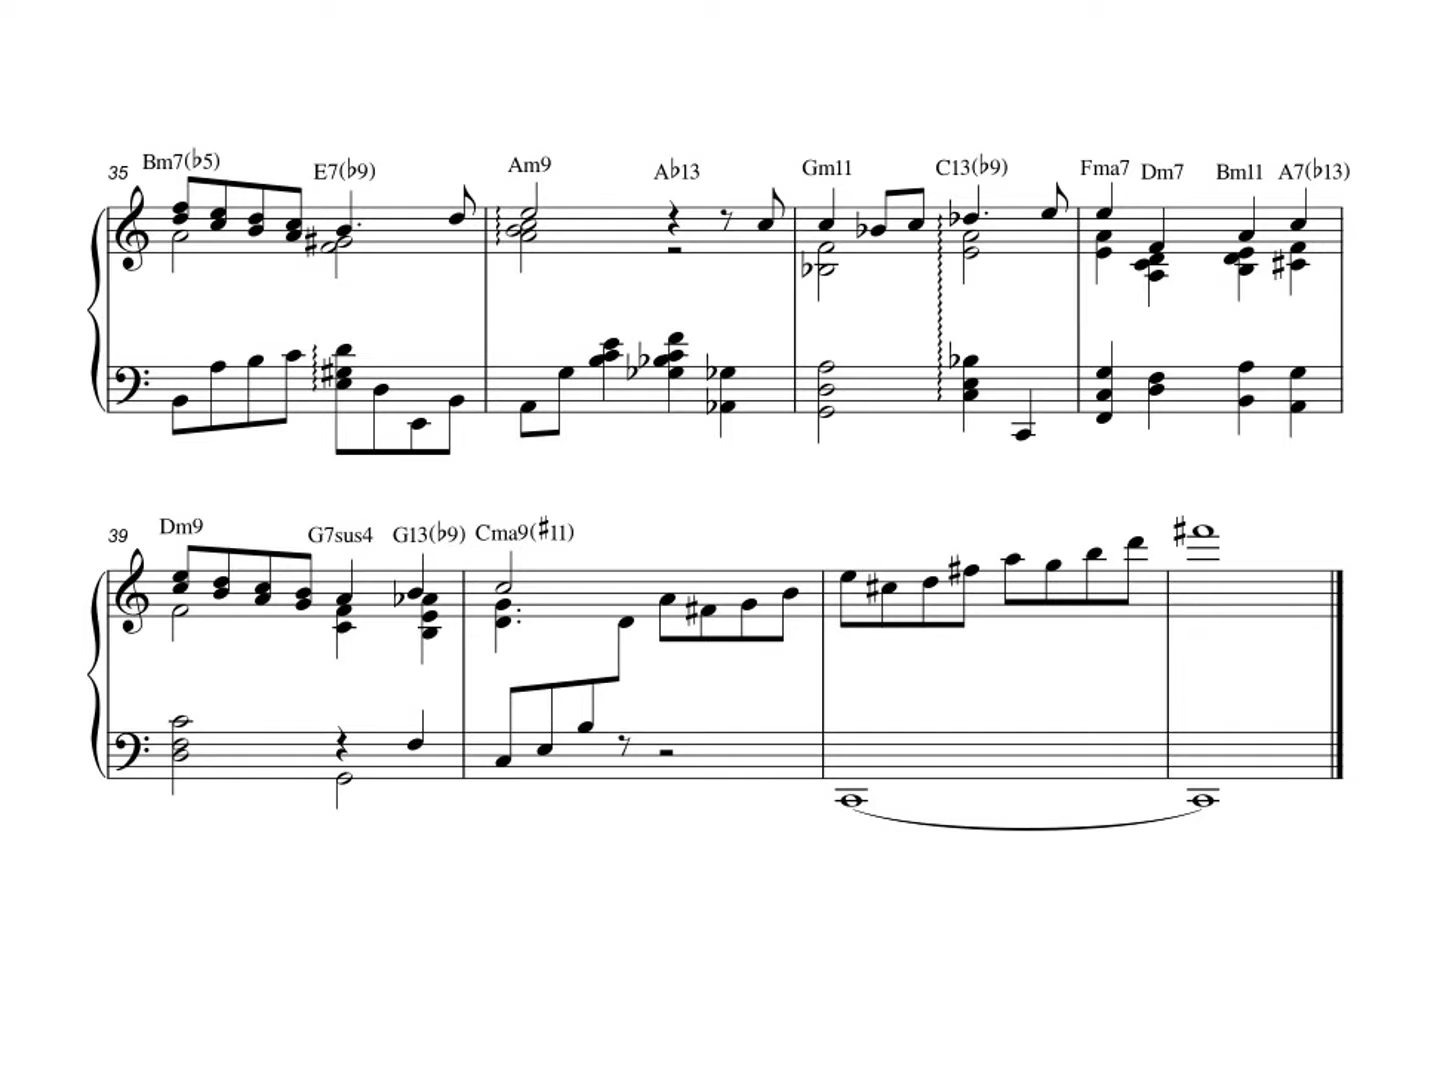 35 Bm7(♭5) E7(♭9) Am9 A♭13 Gm11 C13(♭9) Fma7 Dm7 Bm11 A7(♭13)
39 Dm9 G7sus4 G13(♭9) Cma9(♯11)